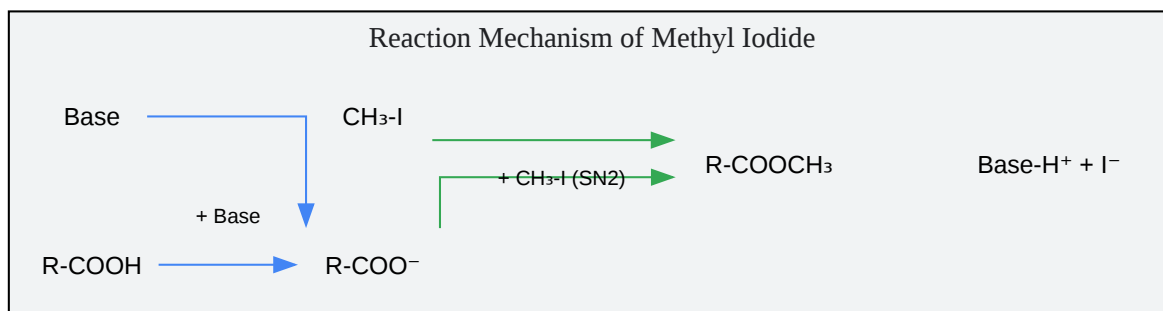 Reaction Mechanism of Methyl Iodide
Base
CH₃-I
+ CH₃-I (SN2)
R-COOCH₃
Base-H⁺ + I⁻
+ Base
R-COOH
R-COO⁻